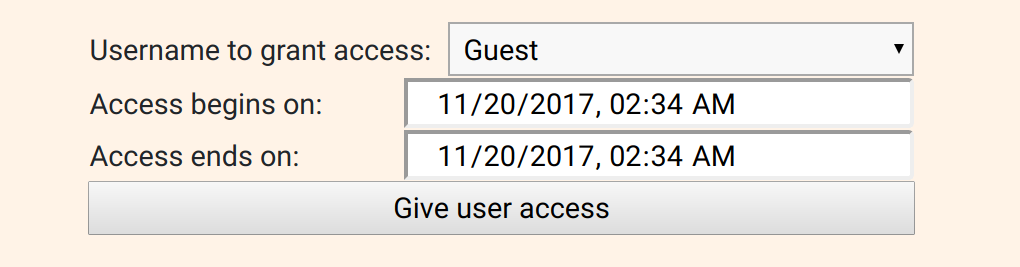 Username to grant access: Guest
Access begins on: 11/20/2017, 02:34 AM
Access ends on: 11/20/2017, 02:34 AM
Give user access